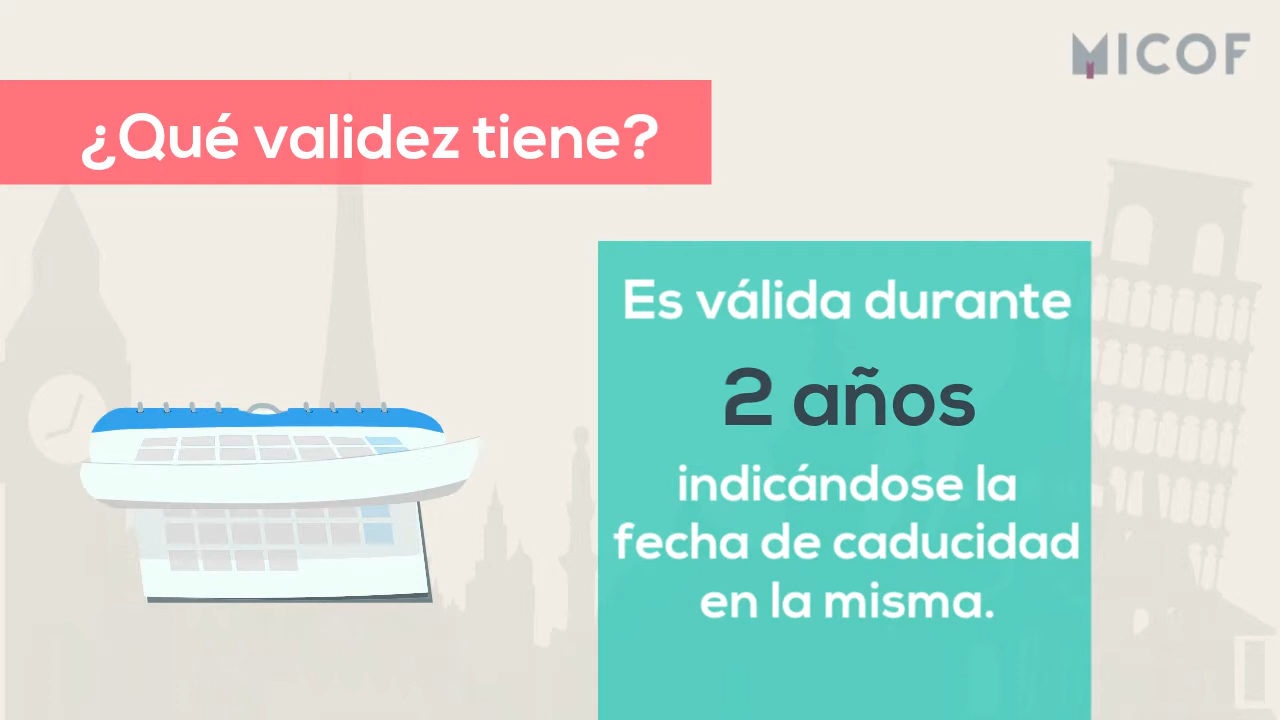 MICOF
¿Qué validez tiene?
Es válida durante
2 años
indicándose la
fecha de caducidad
en la misma.